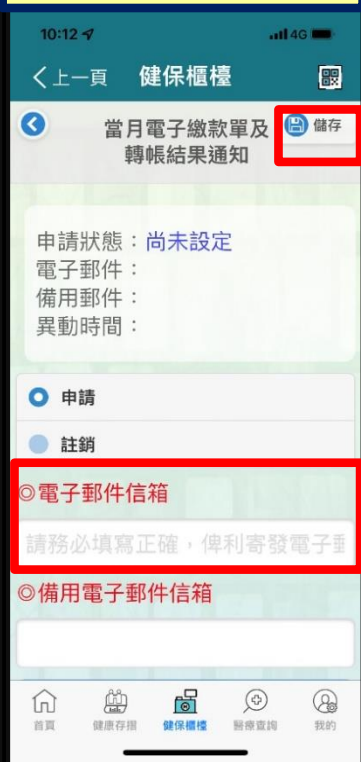 10:12
4G
上一頁 健保櫃檯
當月電子繳款單及
轉帳結果通知
儲存
申請狀態：尚未設定
電子郵件：
備用郵件：
異動時間：
申請
註銷
◎電子郵件信箱
請務必填寫正確，俾利寄發電子
◎備用電子郵件信箱
首頁 健康存摺 健保櫃檯 醫療查詢 我的